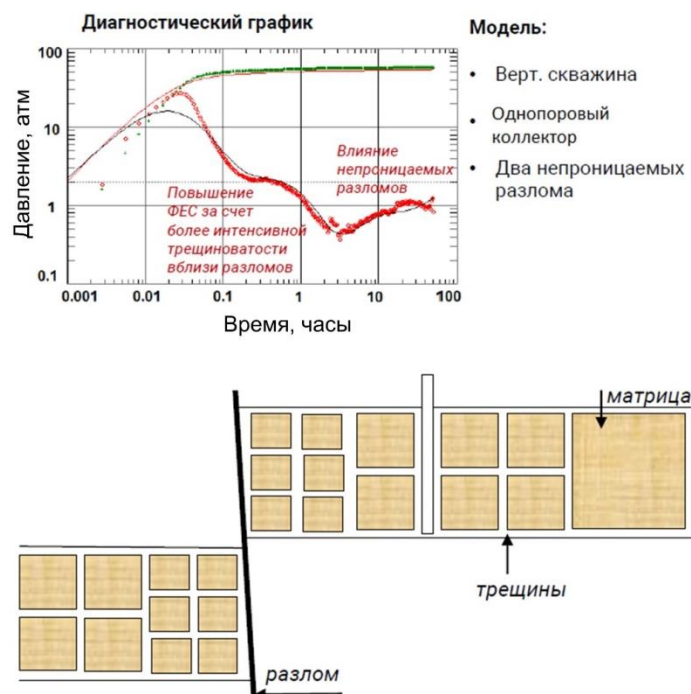 Диагностический график
Модель:
Давление, атм
100
10
1
0.1
Повышение
ФЕС за счет
более интенсивной
трещиноватости
вблизи разломов
Влияние
непроницаемых
разломов
0.001
0.01
0.1
1
10
100
Время, часы
• Верт. скважина
• Однопоровый
коллектор
• Два непроницаемых
разлома
матрица
трещины
разлом